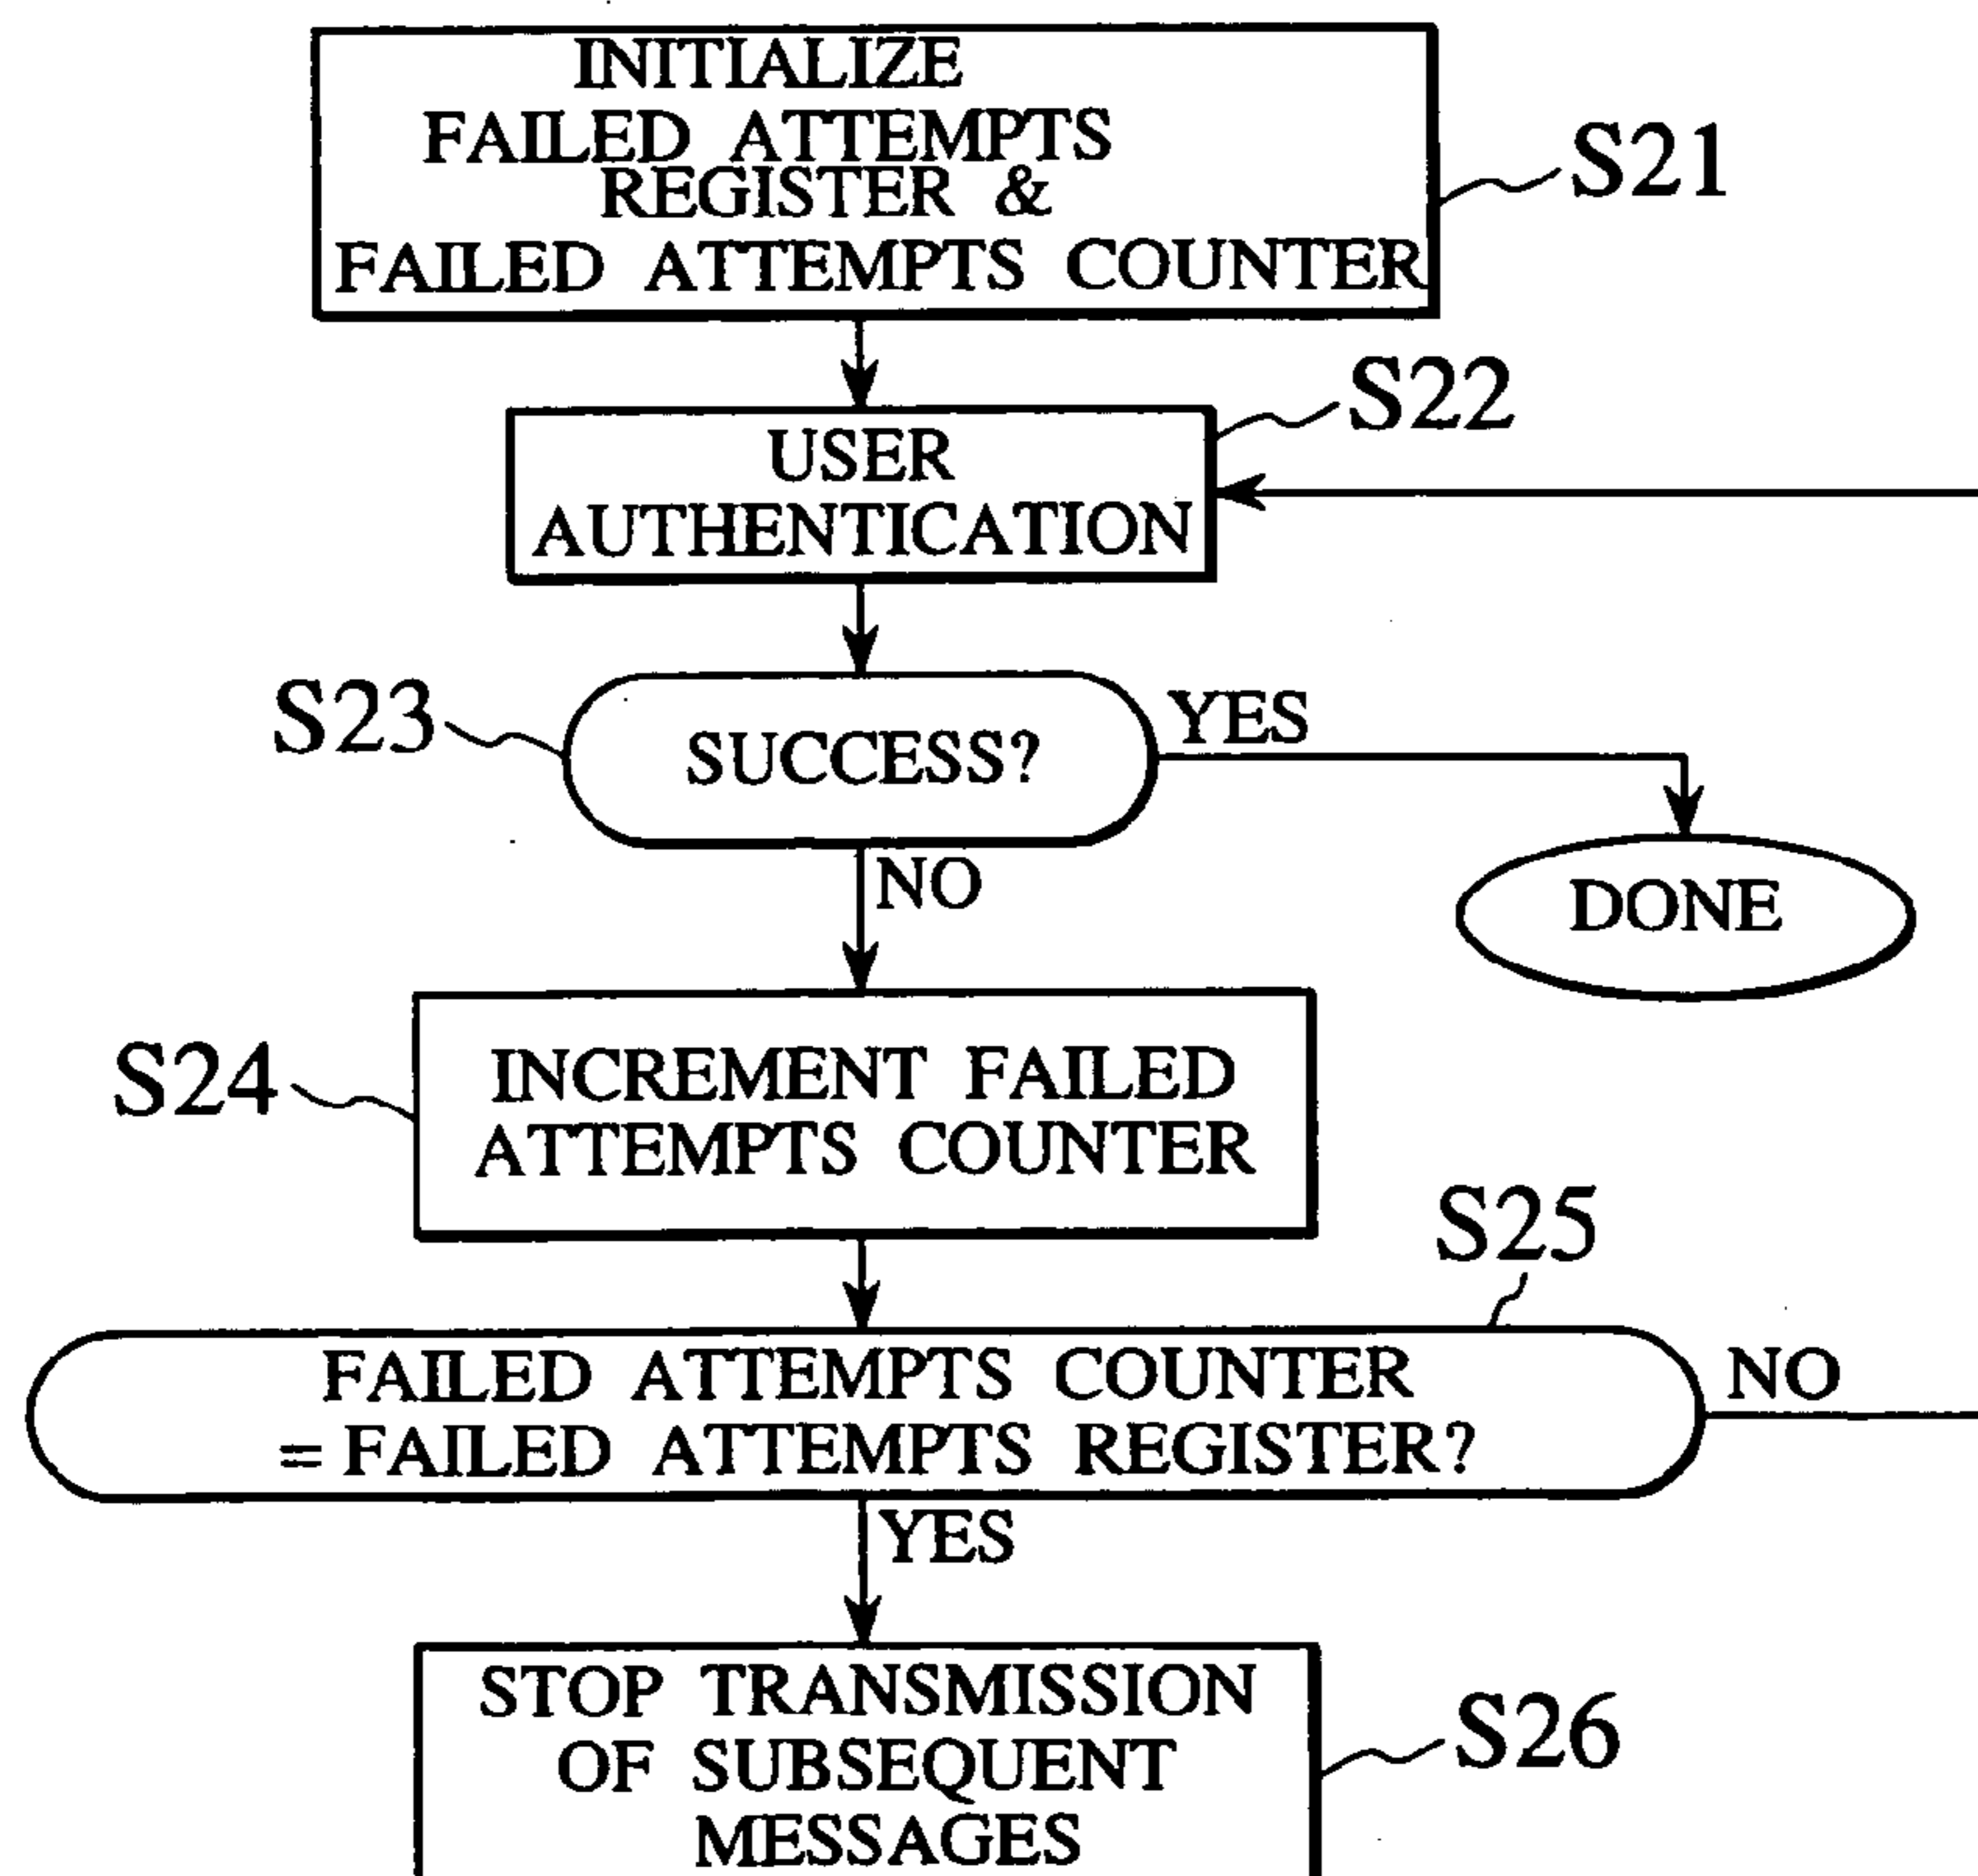 INITIALIZE
FAILED ATTEMPTS
REGISTER &
FAILED ATTEMPTS COUNTER
S21
S22
USER
AUTHENTICATION
S23
SUCCESS?
YES
NO
DONE
S24
INCREMENT FAILED
ATTEMPTS COUNTER
S25
FAILED ATTEMPTS COUNTER
= FAILED ATTEMPTS REGISTER?
NO
YES
STOP TRANSMISSION
OF SUBSEQUENT
MESSAGES
S26